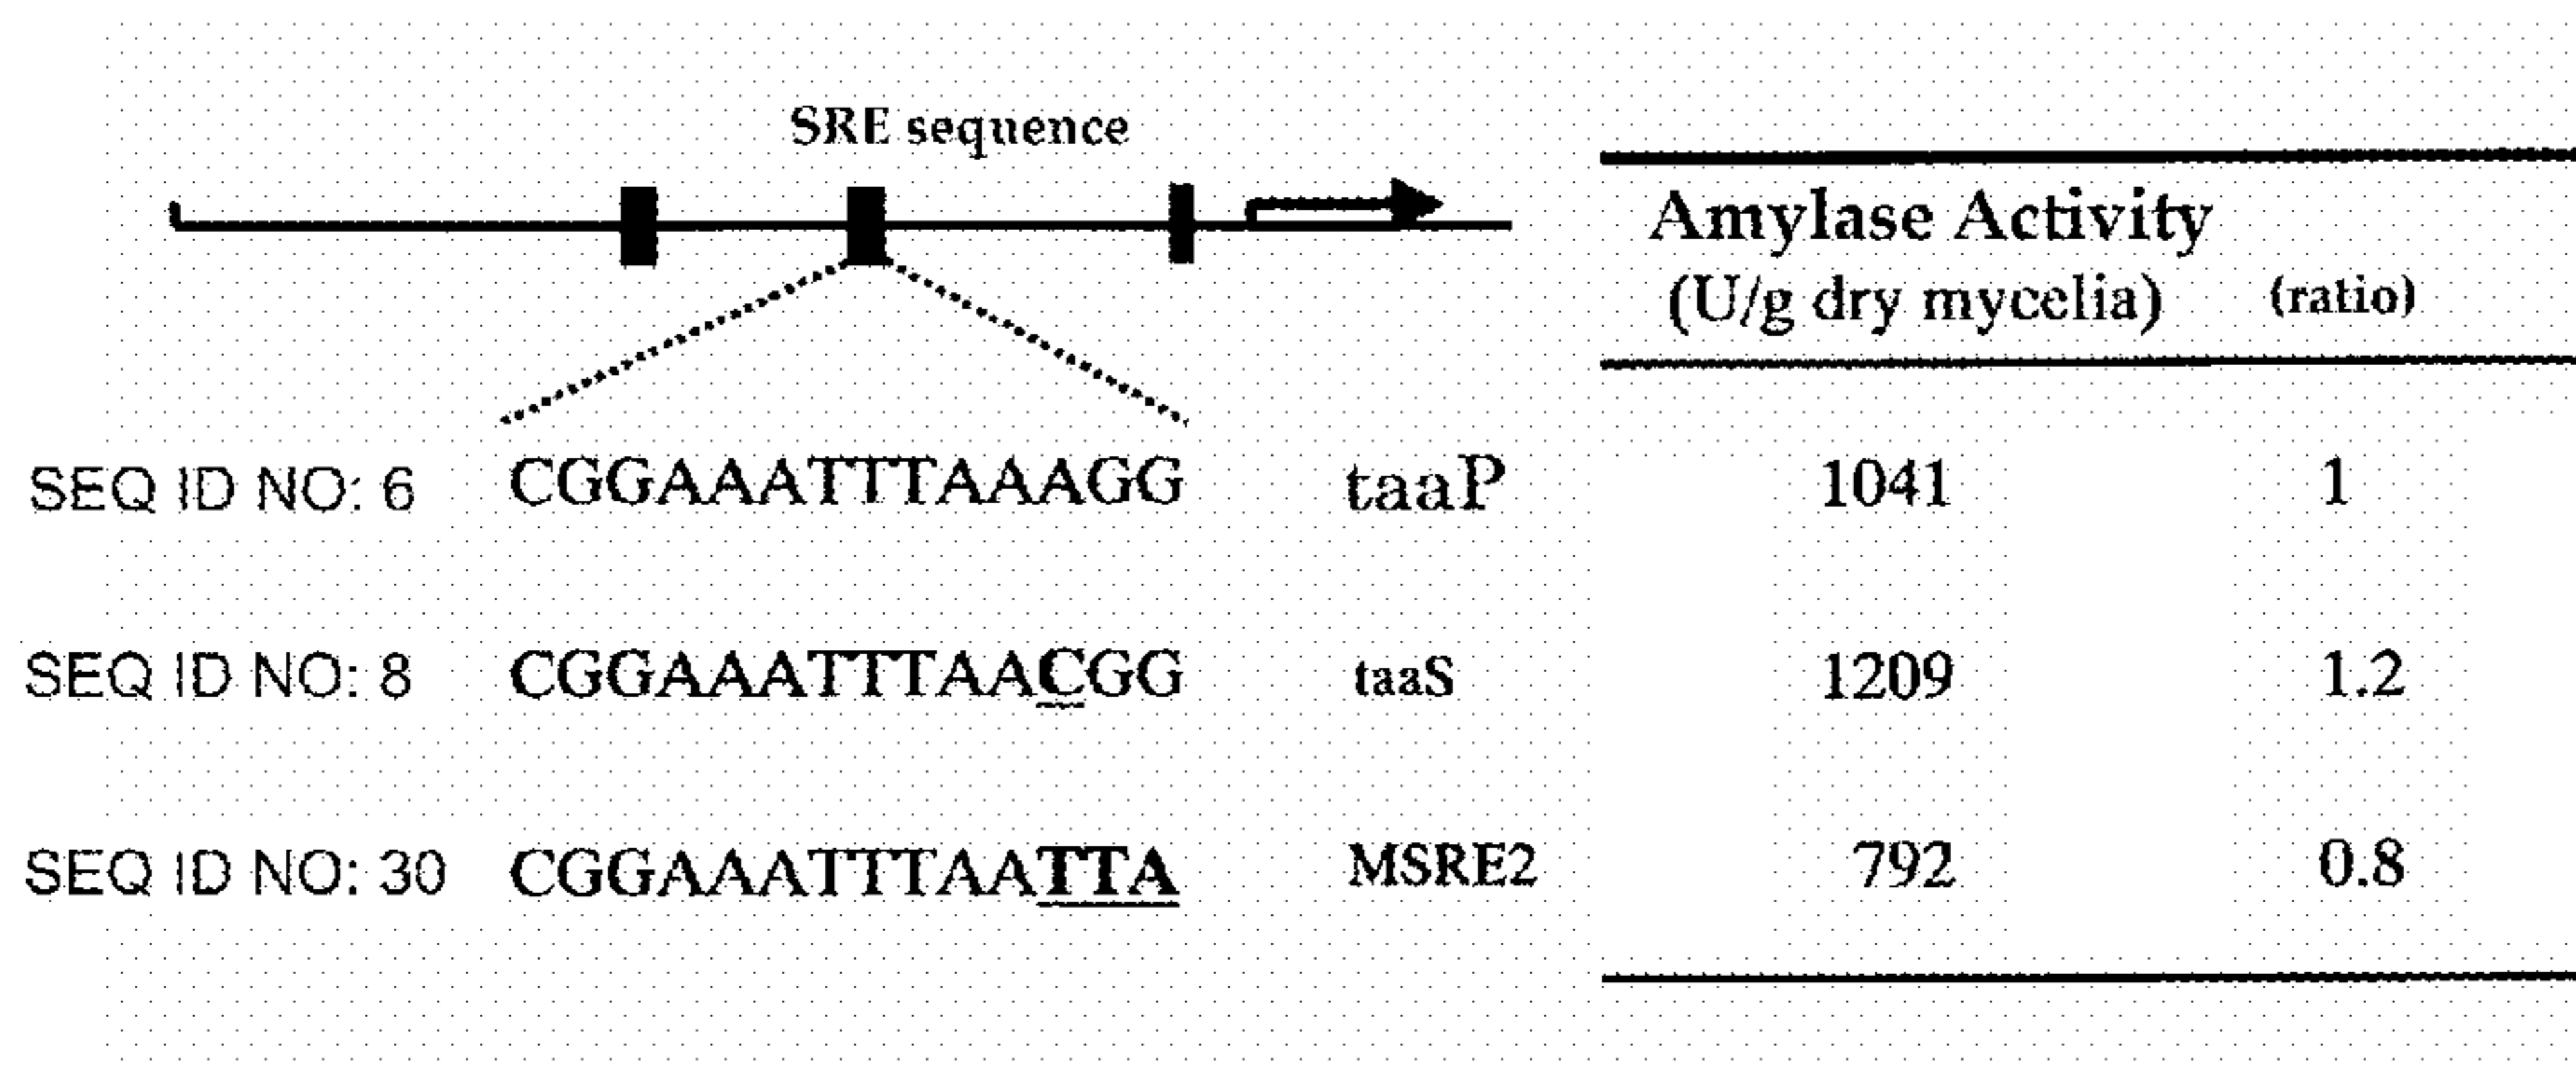 SRE sequence
Amylase Activity
(U/g dry mycelia) (ratio)
SEQ ID NO: 6 CGGAAATTTAAAGG taaP 1041 1
SEQ ID NO: 8 CGGAAATTTAACGG taaS 1209 1.2
SEQ ID NO: 30 CGGAAATTTAATTA MSRE2 792 0.8